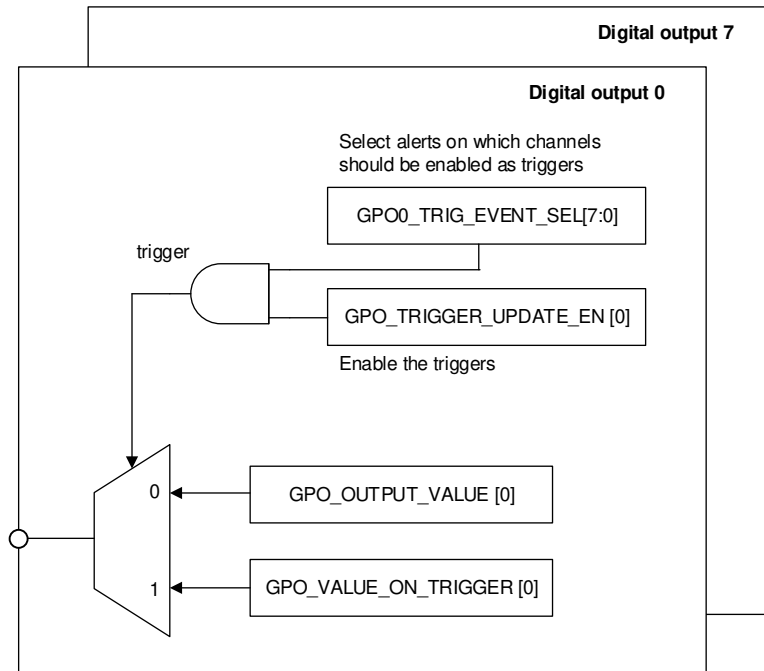 Digital output 7
Digital output 0
Select alerts on which channels
should be enabled as triggers
GPO0_TRIG_EVENT_SEL[7:0]
trigger
GPO_TRIGGER_UPDATE_EN [0]
Enable the triggers
0
GPO_OUTPUT_VALUE [0]
1
GPO_VALUE_ON_TRIGGER [0]